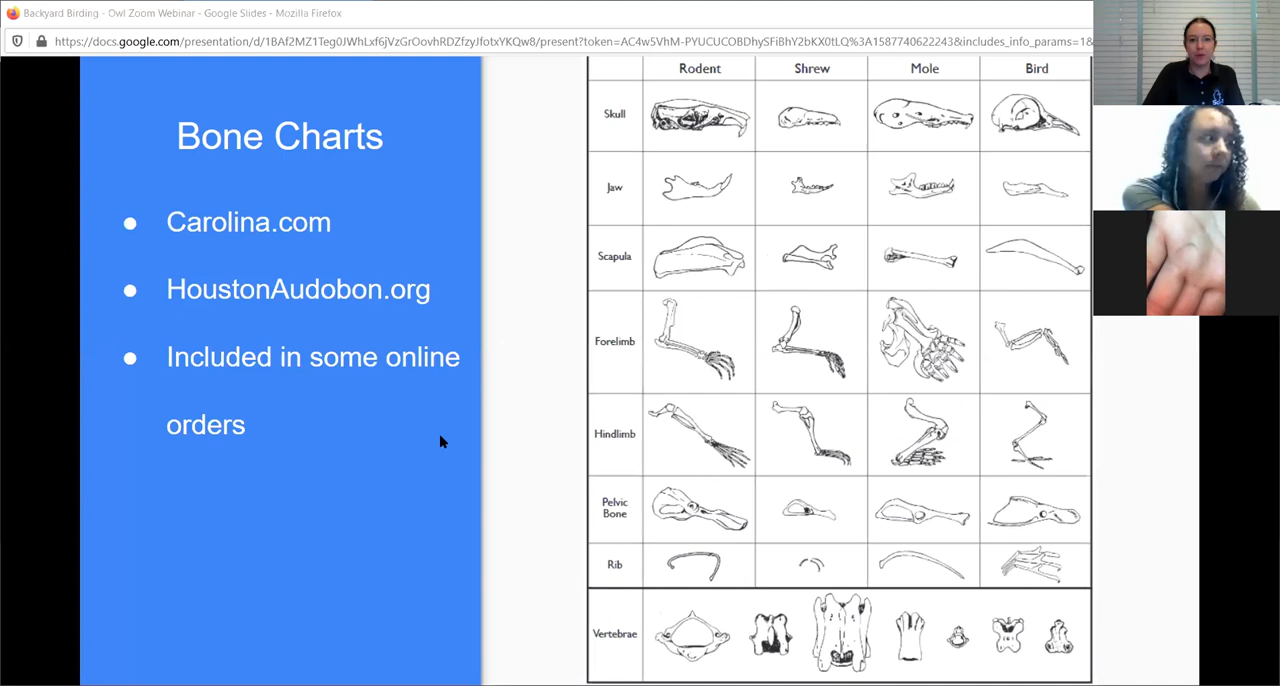 Backyard Birding - Owl Zoom Webinar - Google Slides - Mozilla Firefox
https://docs.google.com/presentation/d/1BAf2MZ1Teg0JWhLxf6jVzGrOovhRDZfzyJfotxYKQw8/present?token=AC4w5VhM-PYUCUCOBDhySFiBhY2bKX0tLQ%3A1587740622243&includes_info_params=1&
Bone Charts
● Carolina.com
● HoustonAudobon.org
● Included in some online
orders
Rodent Shrew Mole Bird
Skull
Jaw
Scapula
Forelimb
Hindlimb
Pelvic
Bone
Rib
Vertebrae